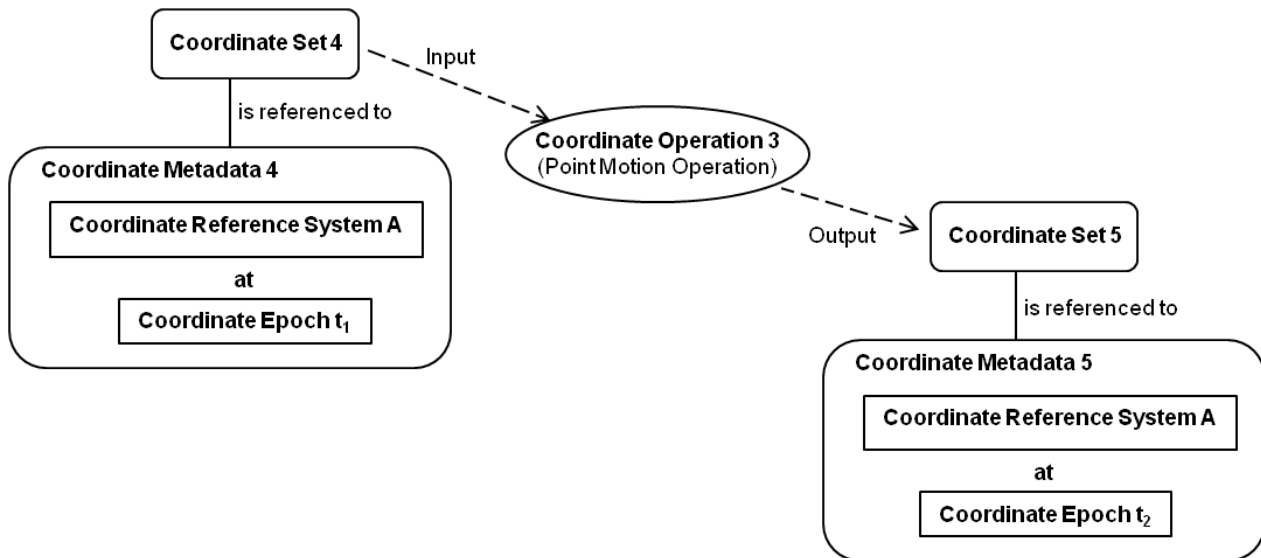 Coordinate Set 4
Input
is referenced to
Coordinate Operation 3
(Point Motion Operation)
Coordinate Metadata 4
Coordinate Reference System A
at
Coordinate Epoch t₁
Output
Coordinate Set 5
is referenced to
Coordinate Metadata 5
Coordinate Reference System A
at
Coordinate Epoch t₂